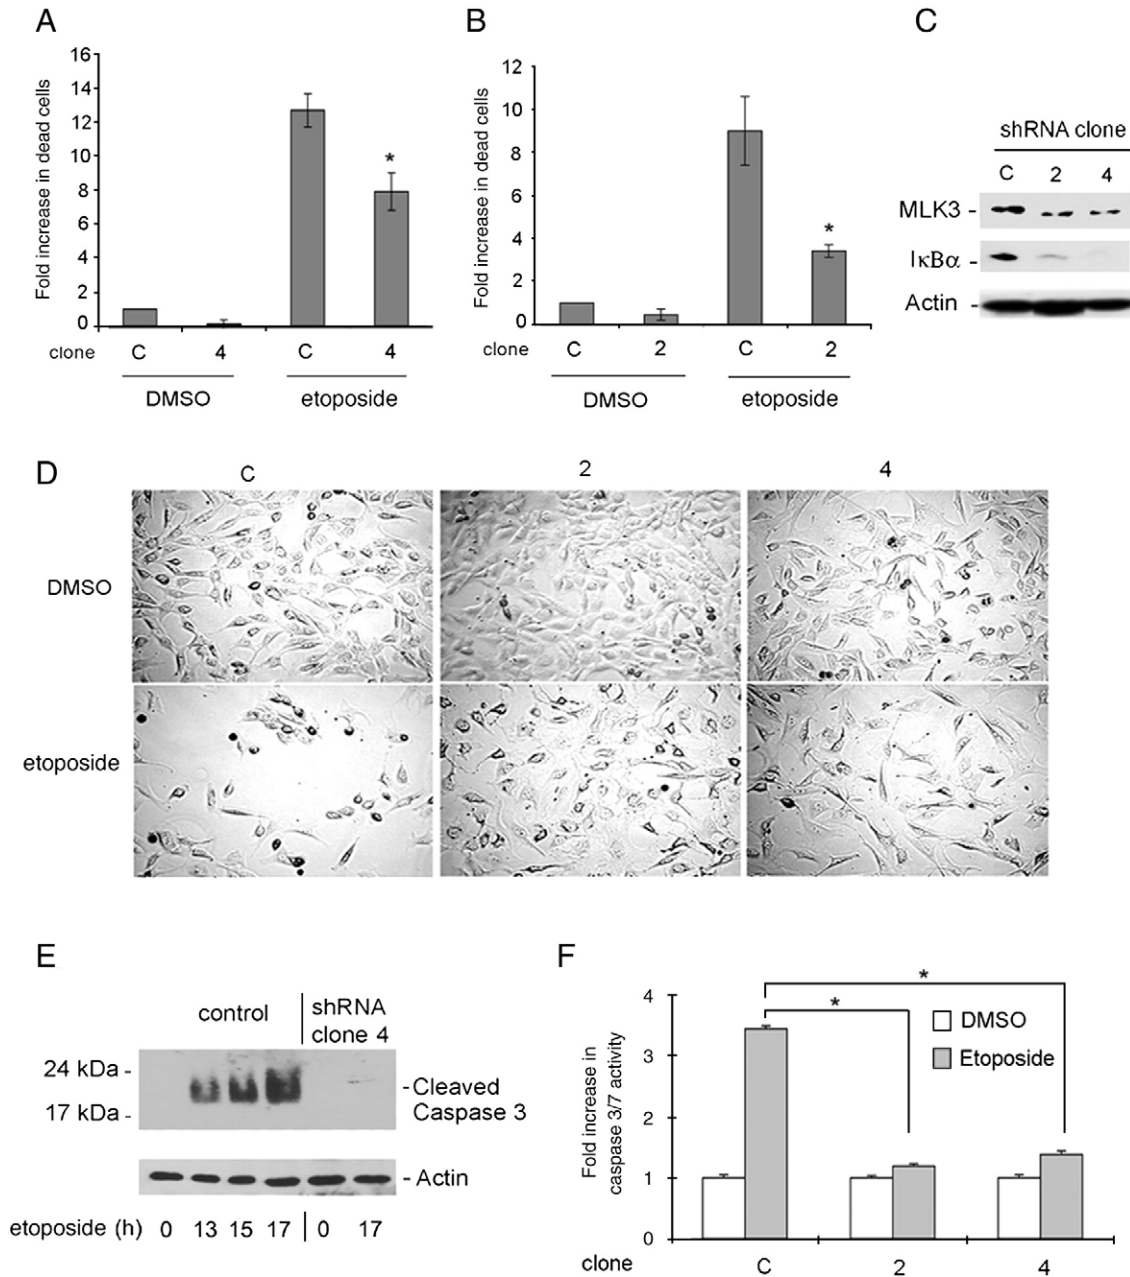 A
Fold increase in dead cells
16
14
12
10
8
6
4
2
0
*
clone C 4 C 4
DMSO etoposide
B
Fold increase in dead cells
12
10
8
6
4
2
0
*
clone C 2 C 2
DMSO etoposide
C
shRNA clone
C 2 4
MLK3 -
IκBα -
Actin -
D
C 2 4
DMSO
etoposide
E
control shRNA
clone 4
24 kDa -
17 kDa -
-Cleaved
Caspase 3
- Actin
etoposide (h) 0 13 15 17 0 17
F
Fold increase in
caspase 3/7 activity
4
3
2
1
0
*
*
DMSO
Etoposide
clone C 2 4